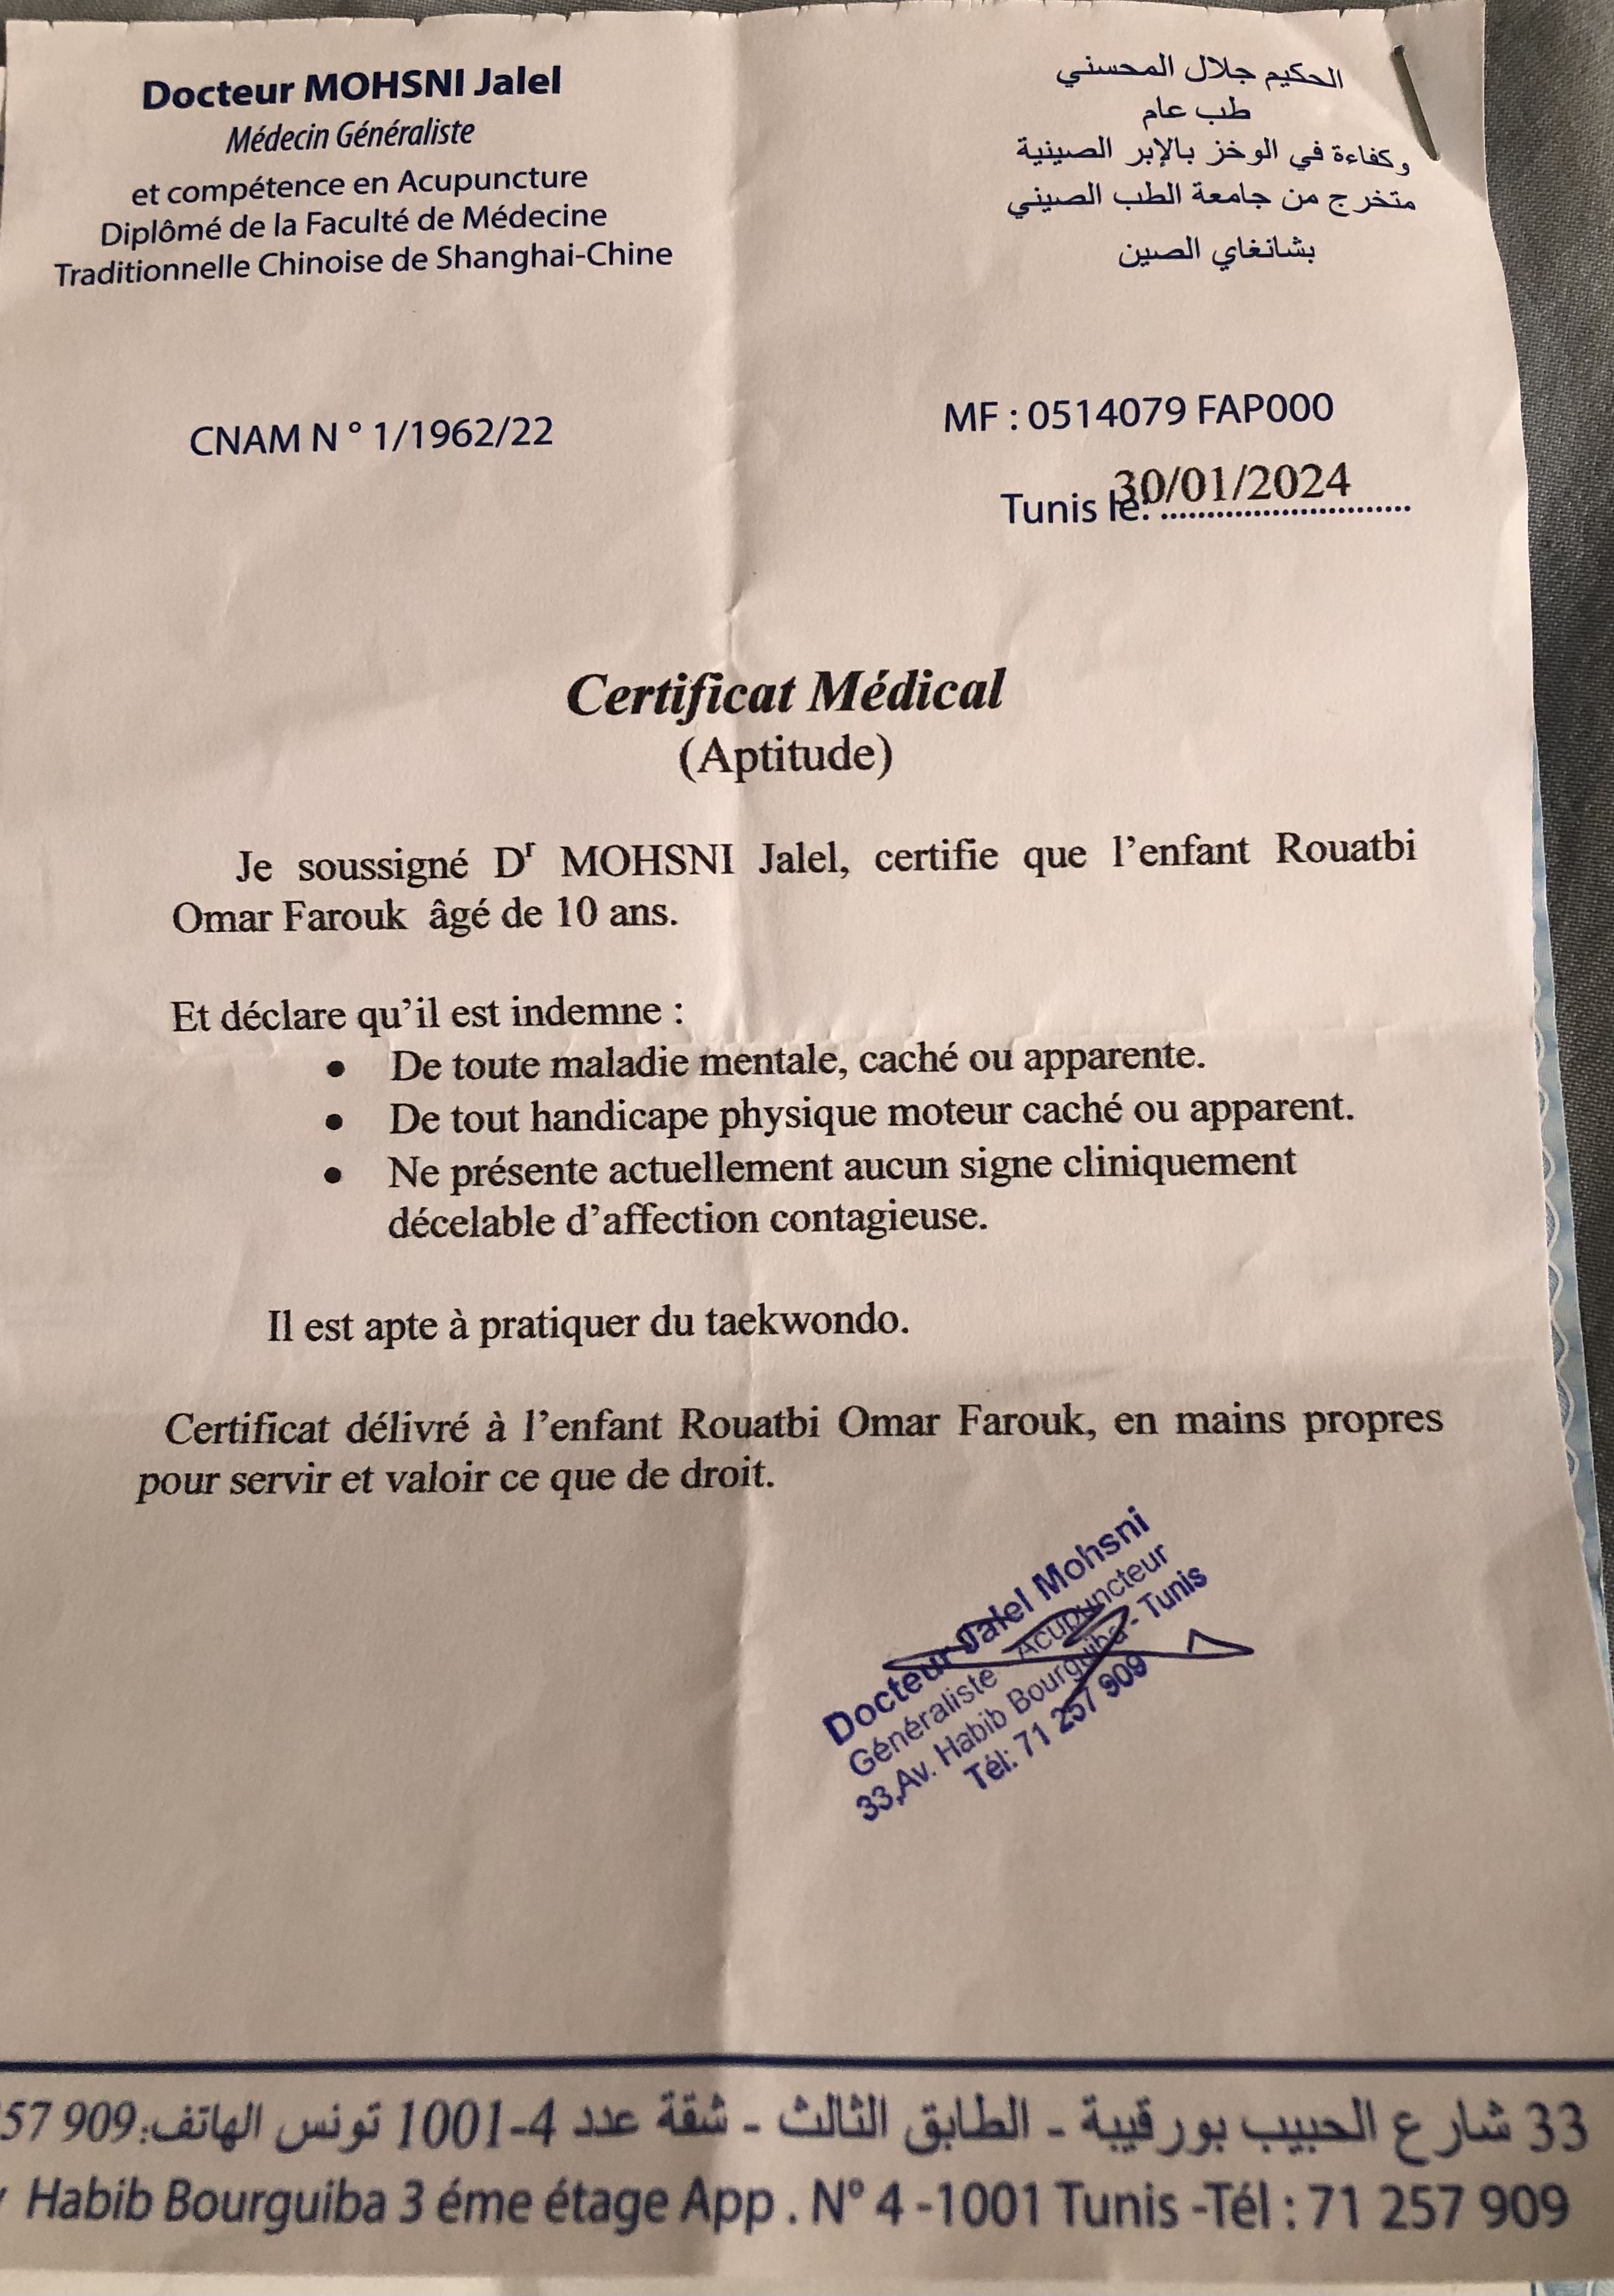 Docteur MOHSNI Jalel
Médecin Généraliste
et compétence en Acupuncture
Diplômé de la Faculté de Médecine
Traditionnelle Chinoise de Shanghai-Chine
الحكيم جلال المحسني
طب عام
وكفاءة في الوخز بالإبر الصينية
متخرج من جامعة الطب الصيني
بشانغاي الصين
CNAM N ° 1/1962/22
MF : 0514079 FAP000
Tunis le: 30/01/2024
Certificat Médical
(Aptitude)
Je soussigné Dr MOHSNI Jalel, certifie que l'enfant Rouatbi
Omar Farouk âgé de 10 ans.
Et déclare qu'il est indemne :
• De toute maladie mentale, caché ou apparente.
• De tout handicape physique moteur caché ou apparent.
• Ne présente actuellement aucun signe cliniquement
décelable d'affection contagieuse.
Il est apte à pratiquer du taekwondo.
Certificat délivré à l'enfant Rouatbi Omar Farouk, en mains propres
pour servir et valoir ce que de droit.
Docteur Jalel Mohsni
Généraliste - Acupuncteur
33,Av. Habib Bourguiba - Tunis
Tél: 71 257 909
33 شارع الحبيب بورقيبة - الطابق الثالث - شقة عدد 4-1001 تونس الهاتف: 57 909
Habib Bourguiba 3 éme étage App . N° 4 -1001 Tunis -Tél : 71 257 909